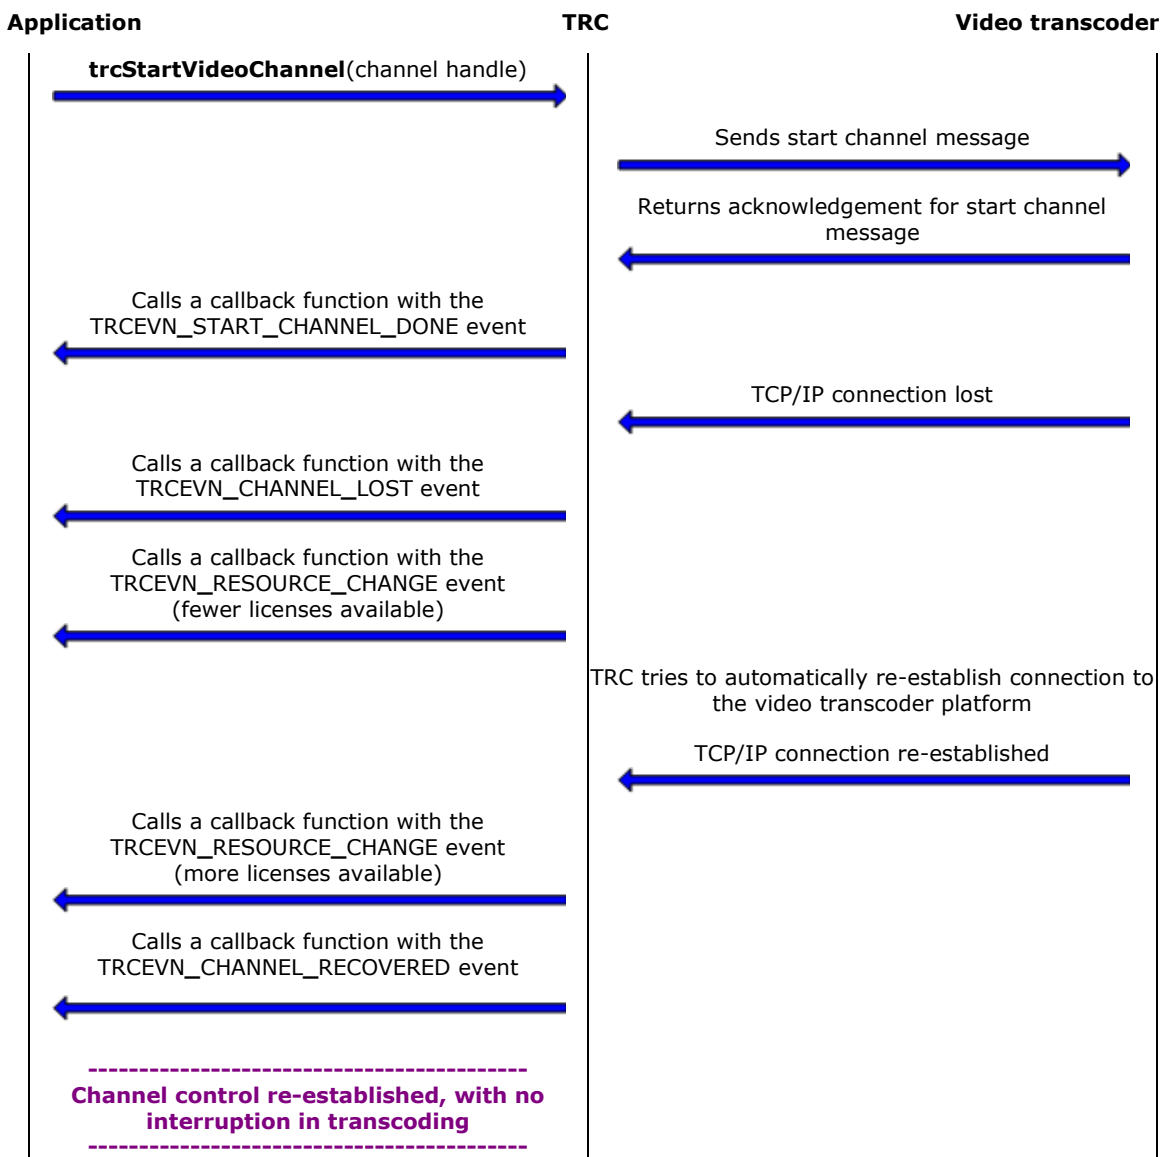 Application
TRC
Video transcoder
trcStartVideoChannel(channel handle)
Sends start channel message
Returns acknowledgement for start channel
message
Calls a callback function with the
TRCEVN_START_CHANNEL_DONE event
TCP/IP connection lost
Calls a callback function with the
TRCEVN_CHANNEL_LOST event
Calls a callback function with the
TRCEVN_RESOURCE_CHANGE event
(fewer licenses available)
TRC tries to automatically re-establish connection to
the video transcoder platform
TCP/IP connection re-established
Calls a callback function with the
TRCEVN_RESOURCE_CHANGE event
(more licenses available)
Calls a callback function with the
TRCEVN_CHANNEL_RECOVERED event
-------------------------------------------
Channel control re-established, with no
interruption in transcoding
-------------------------------------------